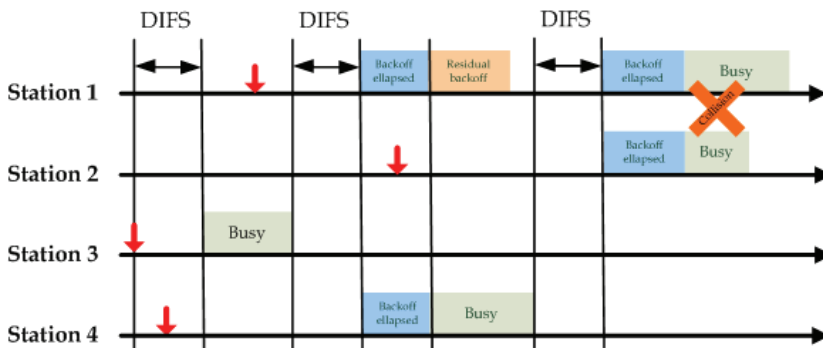 DIFS
DIFS
DIFS
Station 1
Backoff
ellapsed
Residual
backoff
Backoff
ellapsed
Busy
Collision
Station 2
Backoff
ellapsed
Busy
Station 3
Busy
Station 4
Backoff
ellapsed
Busy